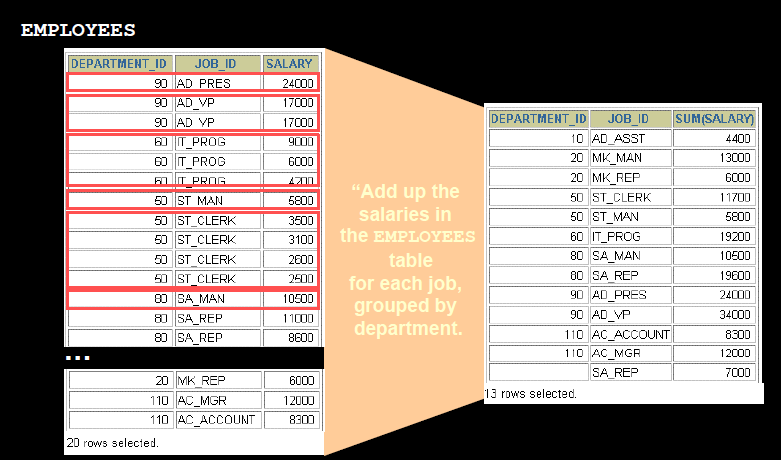 EMPLOYEES
DEPARTMENT_ID JOB_ID SALARY
90 AD_PRES 24000
90 AD_VP 17000
90 AD_VP 17000
60 IT_PROG 9000
60 IT_PROG 6000
60 IT_PROG 4200
50 ST_MAN 5800
50 ST_CLERK 3500
50 ST_CLERK 3100
50 ST_CLERK 2600
50 ST_CLERK 2500
80 SA_MAN 10500
80 SA_REP 11000
80 SA_REP 8600
...
20 MK_REP 6000
110 AC_MGR 12000
110 AC_ACCOUNT 8300
20 rows selected.
“Add up the
salaries in
the EMPLOYEES
table
for each job,
grouped by
department.
DEPARTMENT_ID JOB_ID SUM(SALARY)
10 AD_ASST 4400
20 MK_MAN 13000
20 MK_REP 6000
50 ST_CLERK 11700
50 ST_MAN 5800
60 IT_PROG 19200
80 SA_MAN 10500
80 SA_REP 19600
90 AD_PRES 24000
90 AD_VP 34000
110 AC_ACCOUNT 8300
110 AC_MGR 12000
SA_REP 7000
13 rows selected.